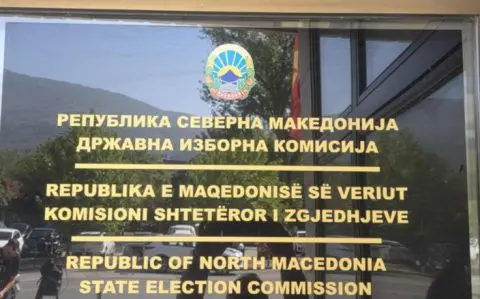 РЕПУБЛИКА СЕВЕРНА МАКЕДОНИЈА
ДРЖАВНА ИЗБОРНА КОМИСИЈА
REPUBLIKA E MAQEDONISË SË VERIUT
KOMISIONI SHTETËROR I ZGJEDHJEVE
REPUBLIC OF NORTH MACEDONIA
STATE ELECTION COMMISSION